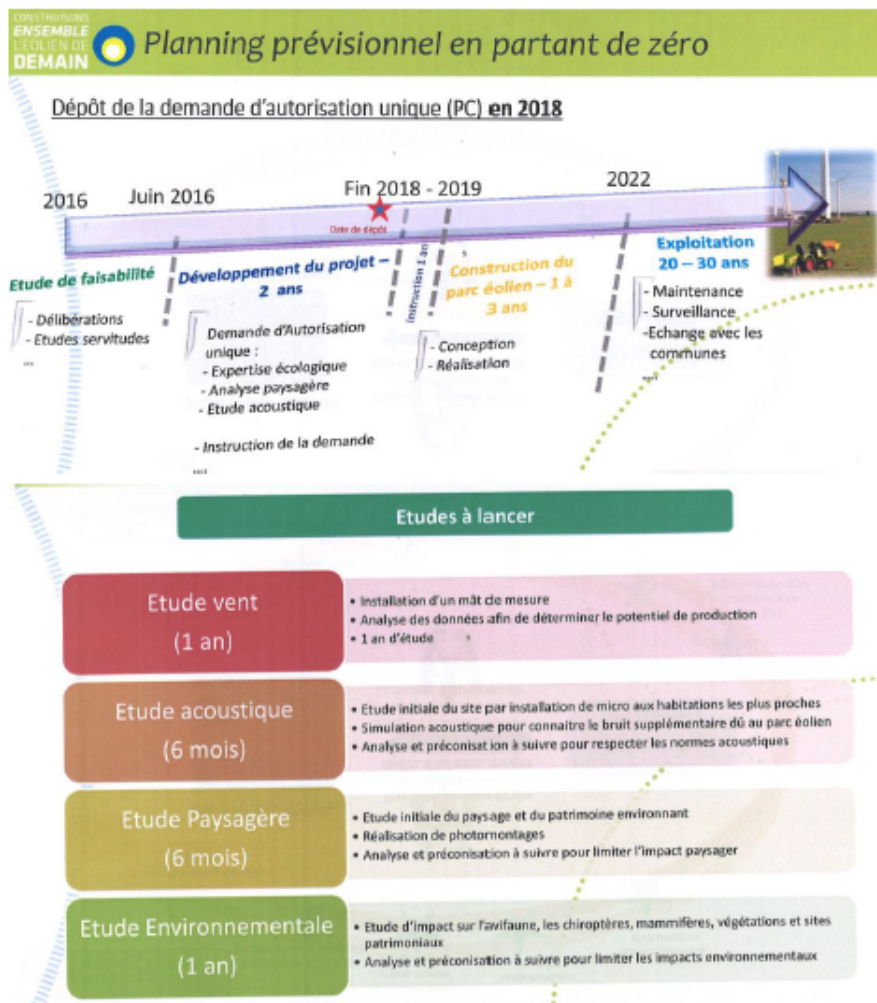 CONSTRUISONS
ENSEMBLE
L'ÉOLIEN DE
DEMAIN
Planning prévisionnel en partant de zéro
Dépôt de la demande d'autorisation unique (PC) en 2018
2016
Juin 2016
Fin 2018 - 2019
2022
Date de dépôt
Etude de faisabilité
- Délibérations
- Etudes servitudes
...
Développement du projet –
2 ans
Demande d'Autorisation
unique :
- Expertise écologique
- Analyse paysagère
- Etude acoustique
- Instruction de la demande
....
Instruction 1 an
Construction du
parc éolien – 1 à
3 ans
- Conception
- Réalisation
Exploitation
20 – 30 ans
- Maintenance
- Surveillance
-Echange avec les
communes
....
Etudes à lancer
Etude vent
(1 an)
• Installation d'un mât de mesure
• Analyse des données afin de déterminer le potentiel de production
• 1 an d'étude
Etude acoustique
(6 mois)
• Etude initiale du site par installation de micro aux habitations les plus proches
• Simulation acoustique pour connaitre le bruit supplémentaire dû au parc éolien
• Analyse et préconisation à suivre pour respecter les normes acoustiques
Etude Paysagère
(6 mois)
• Etude initiale du paysage et du patrimoine environnant
• Réalisation de photomontages
• Analyse et préconisation à suivre pour limiter l'impact paysager
Etude Environnementale
(1 an)
• Etude d'impact sur l'avifaune, les chiroptères, mammifères, végétations et sites
patrimoniaux
• Analyse et préconisation à suivre pour limiter les impacts environnementaux